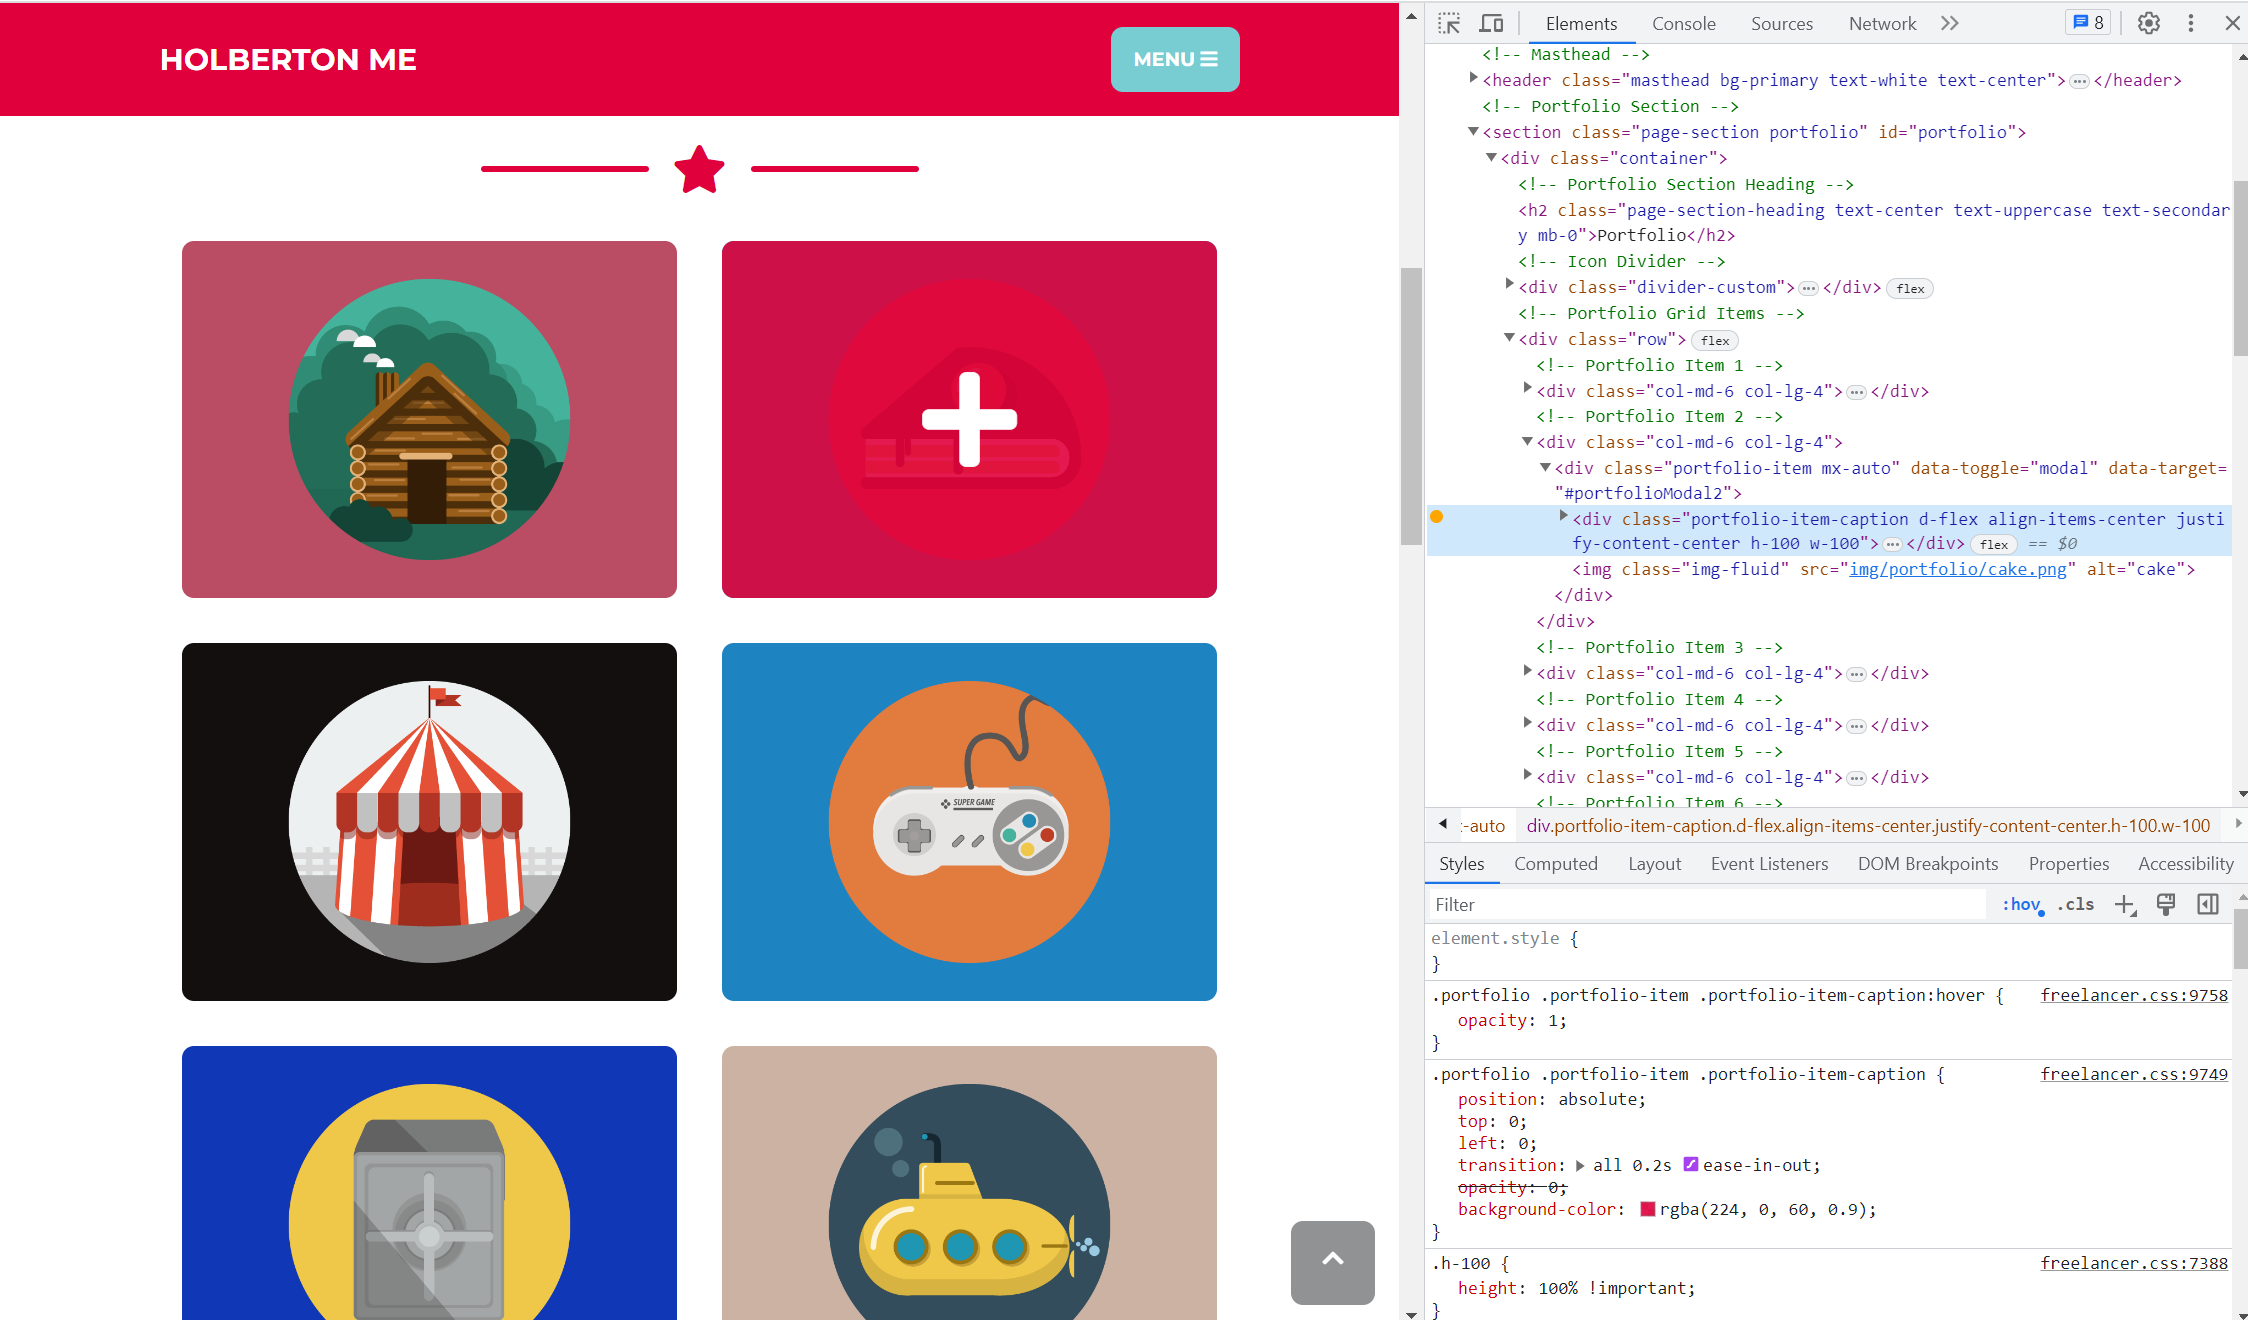 HOLBERTON ME
MENU
SUPER GAME
Elements Console Sources Network 8
<!-- Masthead -->
<header class="masthead bg-primary text-white text-center">…</header>
<!-- Portfolio Section -->
<section class="page-section portfolio" id="portfolio">
<div class="container">
<!-- Portfolio Section Heading -->
<h2 class="page-section-heading text-center text-uppercase text-secondar
y mb-0">Portfolio</h2>
<!-- Icon Divider -->
<div class="divider-custom">…</div> flex
<!-- Portfolio Grid Items -->
<div class="row"> flex
<!-- Portfolio Item 1 -->
<div class="col-md-6 col-lg-4">…</div>
<!-- Portfolio Item 2 -->
<div class="col-md-6 col-lg-4">
<div class="portfolio-item mx-auto" data-toggle="modal" data-target=
"#portfolioModal2">
<div class="portfolio-item-caption d-flex align-items-center justi
fy-content-center h-100 w-100">…</div> flex == $0
<img class="img-fluid" src="img/portfolio/cake.png" alt="cake">
</div>
</div>
<!-- Portfolio Item 3 -->
<div class="col-md-6 col-lg-4">…</div>
<!-- Portfolio Item 4 -->
<div class="col-md-6 col-lg-4">…</div>
<!-- Portfolio Item 5 -->
<div class="col-md-6 col-lg-4">…</div>
<!-- Portfolio Item 6 -->
-auto div.portfolio-item-caption.d-flex.align-items-center.justify-content-center.h-100.w-100
Styles Computed Layout Event Listeners DOM Breakpoints Properties Accessibility
Filter :hov .cls
element.style {
}
.portfolio .portfolio-item .portfolio-item-caption:hover { freelancer.css:9758
opacity: 1;
}
.portfolio .portfolio-item .portfolio-item-caption { freelancer.css:9749
position: absolute;
top: 0;
left: 0;
transition: all 0.2s ease-in-out;
opacity: 0;
background-color: rgba(224, 0, 60, 0.9);
}
.h-100 { freelancer.css:7388
height: 100% !important;
}